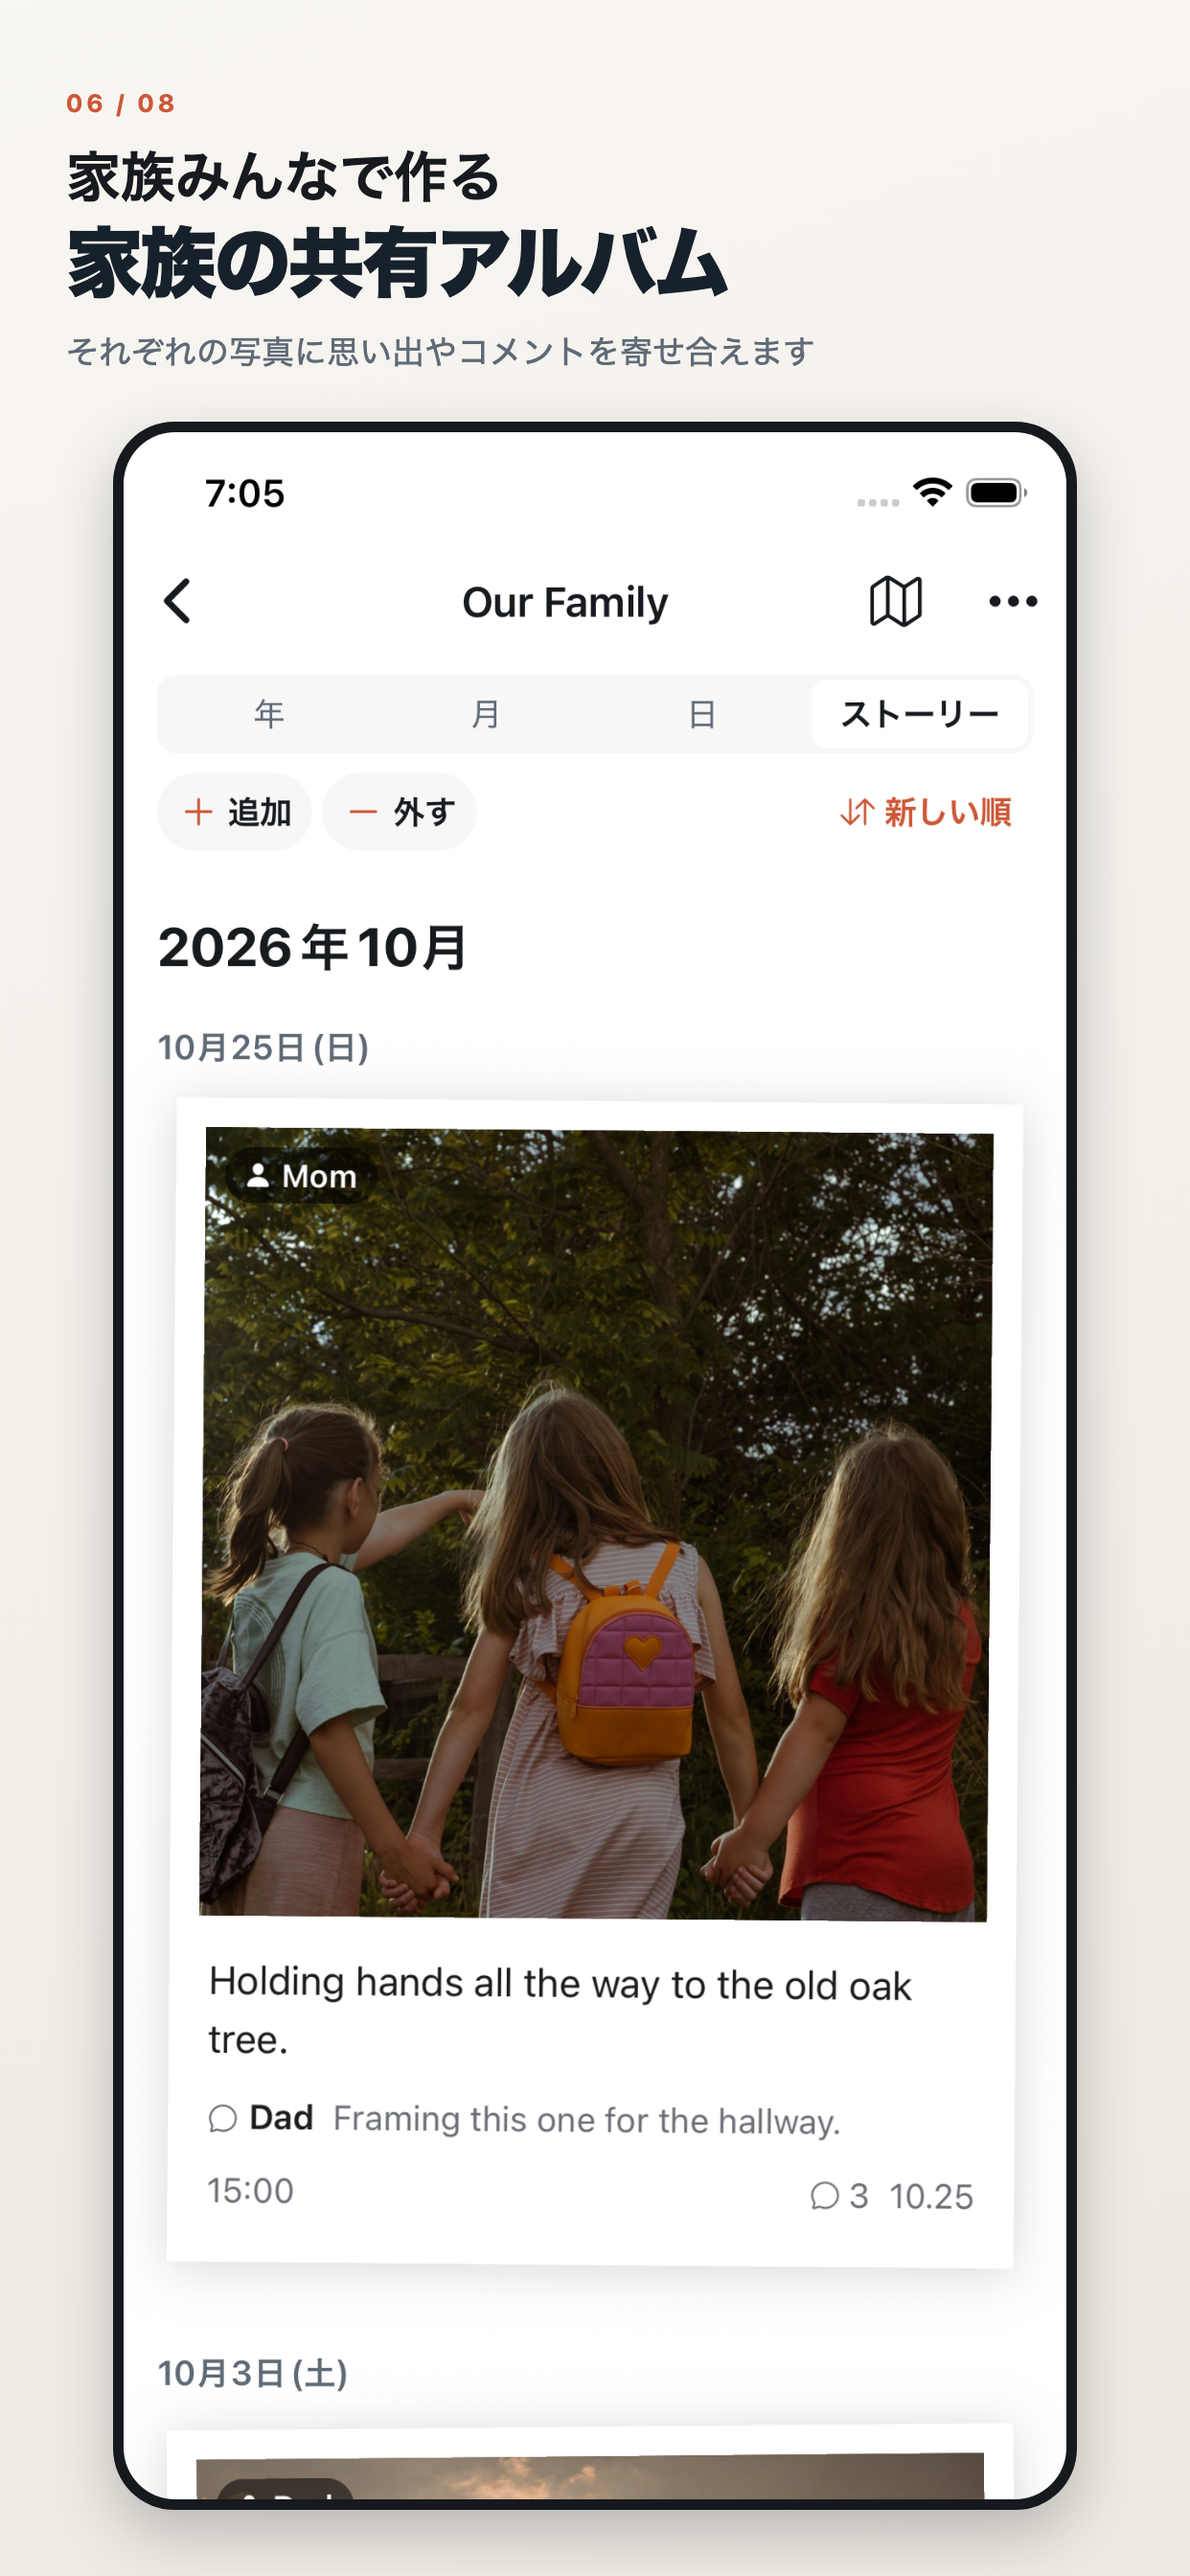 06 / 08
家族みんなで作る
家族の共有アルバム
それぞれの写真に思い出やコメントを寄せ合えます
7:05
Our Family
年 月 日 ストーリー
＋ 追加 − 外す 新しい順
2026年10月
10月25日(日)
Mom
Holding hands all the way to the old oak
tree.
Dad Framing this one for the hallway.
15:00 3 10.25
10月3日(土)